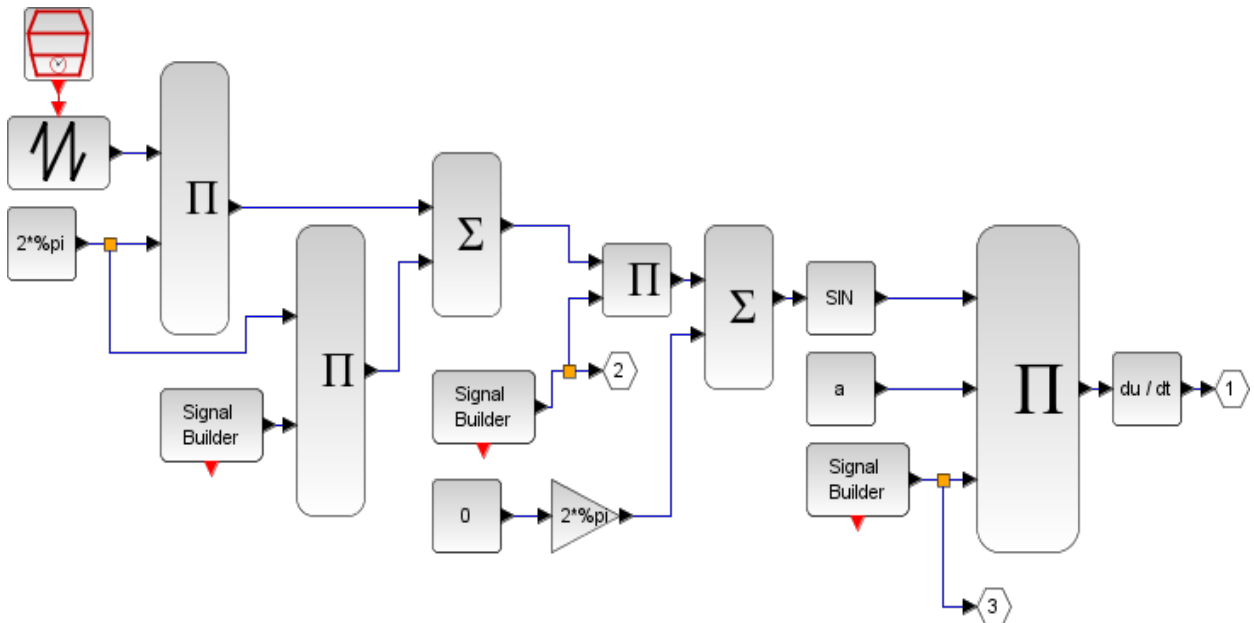 Π
2*%pi
Σ
Π
Σ
SIN
Π
2
a
Π
du / dt
1
Signal
Builder
Signal
Builder
Signal
Builder
0
2*%pi
3